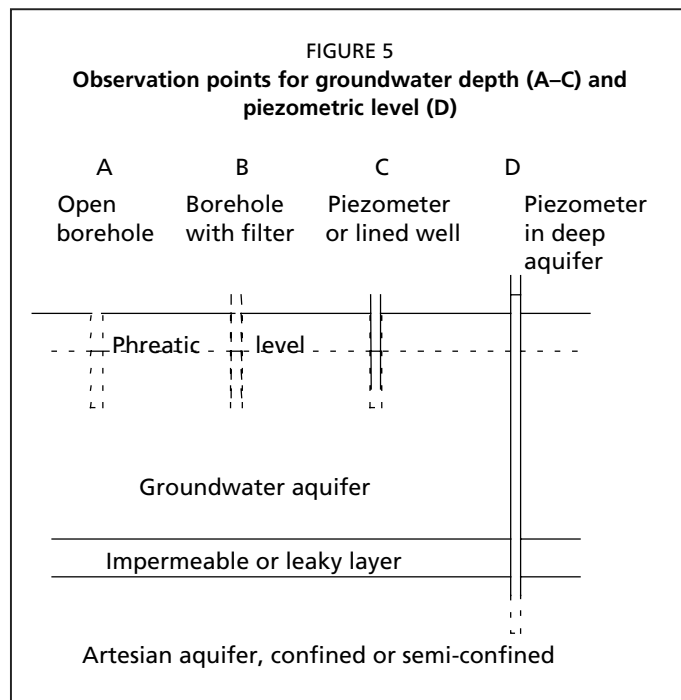 FIGURE 5
Observation points for groundwater depth (A–C) and
piezometric level (D)
A B C D
Open borehole
Borehole with filter
Piezometer or lined well
Piezometer in deep aquifer
Phreatic level
Groundwater aquifer
Impermeable or leaky layer
Artesian aquifer, confined or semi-confined